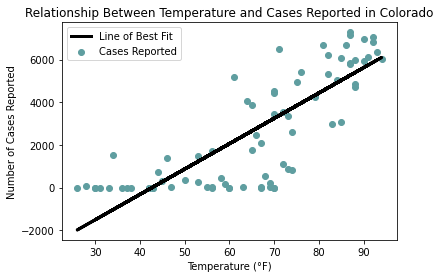 Relationship Between Temperature and Cases Reported in Colorado
Line of Best Fit
Cases Reported
Number of Cases Reported
6000
4000
2000
0
−2000
30
40
50
60
70
80
90
Temperature (°F)